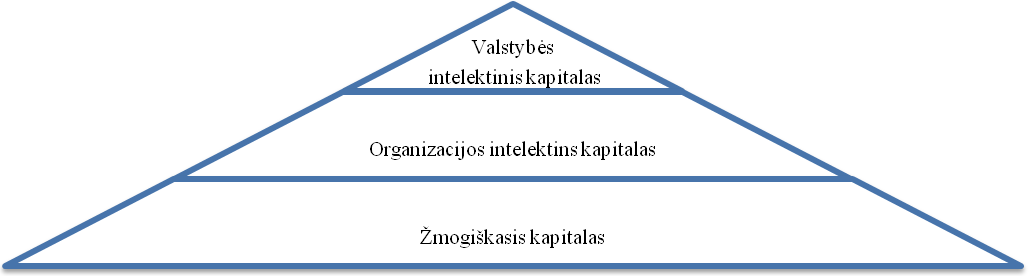 Valstybės
intelektinis kapitalas
Organizacijos intelektins kapitalas
Žmogiškasis kapitalas